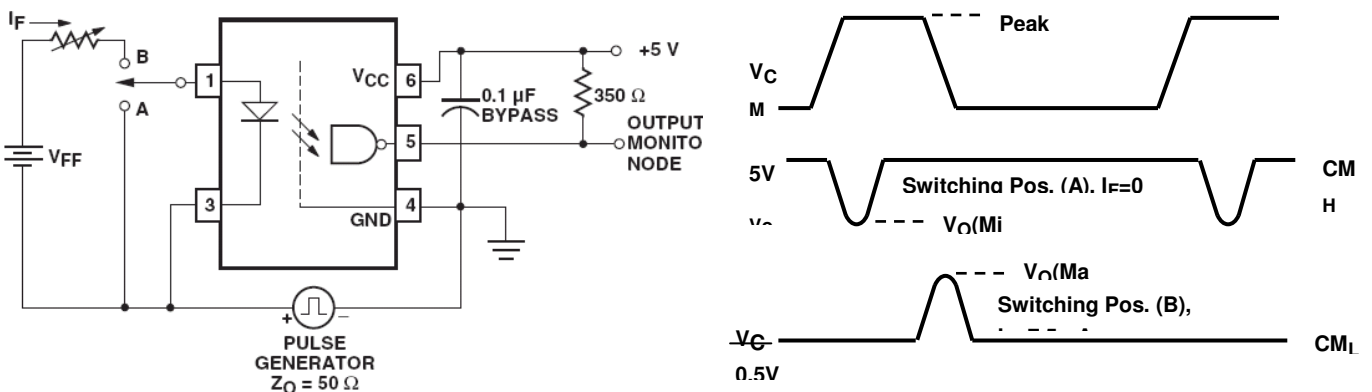 IF
B
A
VFF
1
3
VCC
6
5
GND
4
0.1 µF
BYPASS
+5 V
350 Ω
OUTPUT
MONITO
NODE
+
−
PULSE
GENERATOR
ZO = 50 Ω
Peak
VC
M
5V
Switching Pos. (A), IF=0
CM
H
VO(Mi
VO(Ma
Switching Pos. (B),
CML
0.5V